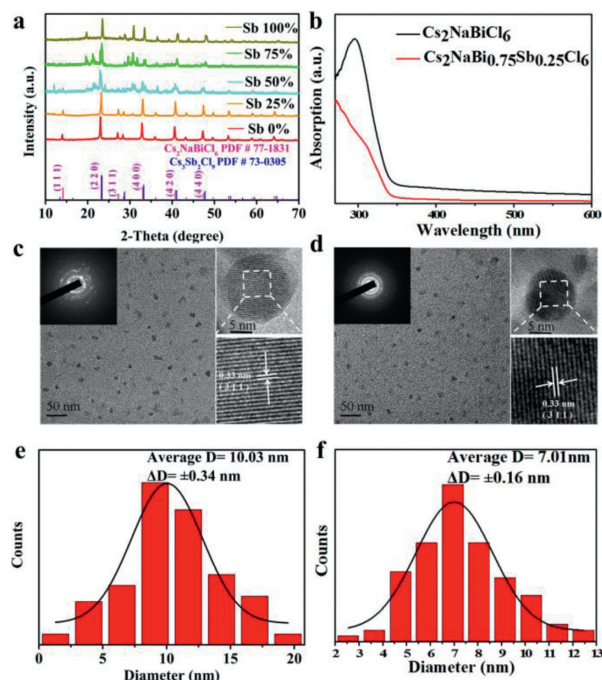 a
Sb 100%
Sb 75%
Sb 50%
Sb 25%
Sb 0%
Cs2NaBiCl6 PDF # 77-1831
Cs3Sb2Cl9 PDF # 73-0305
(1 1 1)
(2 2 0)
(3 1 1)
(4 0 0)
(4 2 0)
(4 4 0)
Intensity (a.u.)
10 20 30 40 50 60 70
2-Theta (degree)
b
Cs2NaBiCl6
Cs2NaBi0.75Sb0.25Cl6
Absorption (a.u.)
300 400 500 600
Wavelength (nm)
c
50 nm
5 nm
0.33 nm
(3 1 1)
d
50 nm
5 nm
0.33 nm
(3 1 1)
e
Average D= 10.03 nm
ΔD= ±0.34 nm
Counts
0 5 10 15 20
Diameter (nm)
f
Average D= 7.01nm
ΔD= ±0.16 nm
Counts
2 3 4 5 6 7 8 9 10 11 12 13
Diameter (nm)